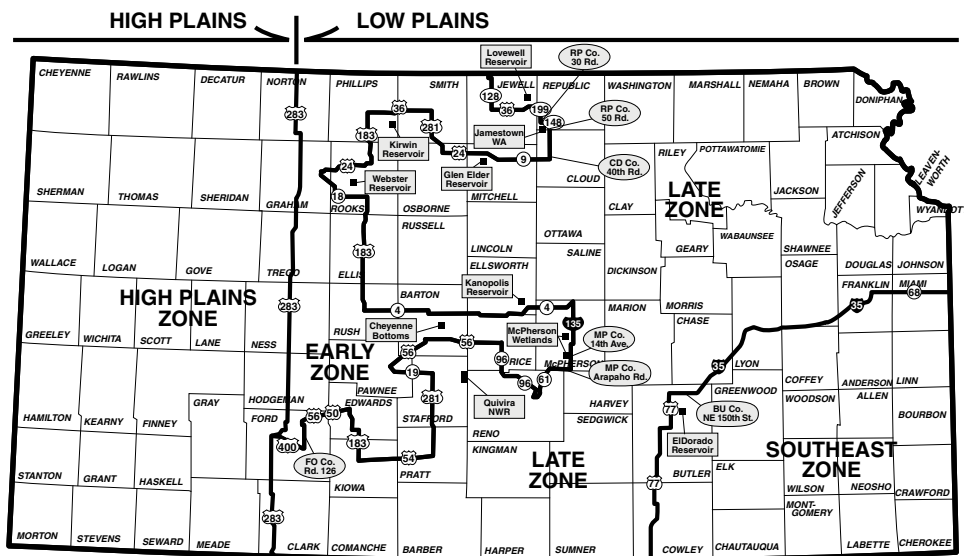 HIGH PLAINS
LOW PLAINS
CHEYENNE
RAWLINS
DECATUR
NORTON
PHILLIPS
SMITH
JEWELL
REPUBLIC
WASHINGTON
MARSHALL
NEMAHA
BROWN
DONIPHAN
Lovewell
Reservoir
RP Co.
30 Rd.
128
36
199
148
RP Co.
50 Rd.
283
36
183
281
Jamestown
WA
Kirwin
Reservoir
24
24
9
Glen Elder
Reservoir
CD Co.
40th Rd.
Webster
Reservoir
18
ATCHISON
RILEY
POTTAWATOMIE
JACKSON
JEFFERSON
LEAVEN-
WORTH
WYANDOT
SHERMAN
THOMAS
SHERIDAN
GRAHAM
ROOKS
OSBORNE
MITCHELL
CLOUD
CLAY
LATE
ZONE
RUSSELL
LINCOLN
OTTAWA
WABAUNSEE
SHAWNEE
183
WALLACE
LOGAN
GOVE
TREGO
ELLIS
ELLSWORTH
SALINE
DICKINSON
GEARY
OSAGE
DOUGLAS
JOHNSON
FRANKLIN
MIAMI
68
35
HIGH PLAINS
ZONE
283
BARTON
4
Kanopolis
Reservoir
4
135
MARION
MORRIS
CHASE
GREELEY
WICHITA
SCOTT
LANE
NESS
RUSH
Cheyenne
Bottoms
McPherson
Wetlands
MP Co.
14th Ave.
EARLY
ZONE
56
56
RICE
McPHERSON
96
19
96
61
MP Co.
Arapaho Rd.
35
LYON
COFFEY
ANDERSON
LINN
PAWNEE
281
Quivira
NWR
HARVEY
GREENWOOD
WOODSON
ALLEN
BOURBON
HAMILTON
KEARNY
FINNEY
GRAY
HODGEMAN
FORD
EDWARDS
50
56
400
183
54
STAFFORD
RENO
SEDGWICK
77
BU Co.
NE 150th St.
ElDorado
Reservoir
FO Co.
Rd. 126
KINGMAN
LATE
ZONE
BUTLER
ELK
SOUTHEAST
ZONE
STANTON
GRANT
HASKELL
KIOWA
PRATT
77
WILSON
NEOSHO
CRAWFORD
MONT-
GOMERY
283
MORTON
STEVENS
SEWARD
MEADE
CLARK
COMANCHE
BARBER
HARPER
SUMNER
COWLEY
CHAUTAUQUA
LABETTE
CHEROKEE